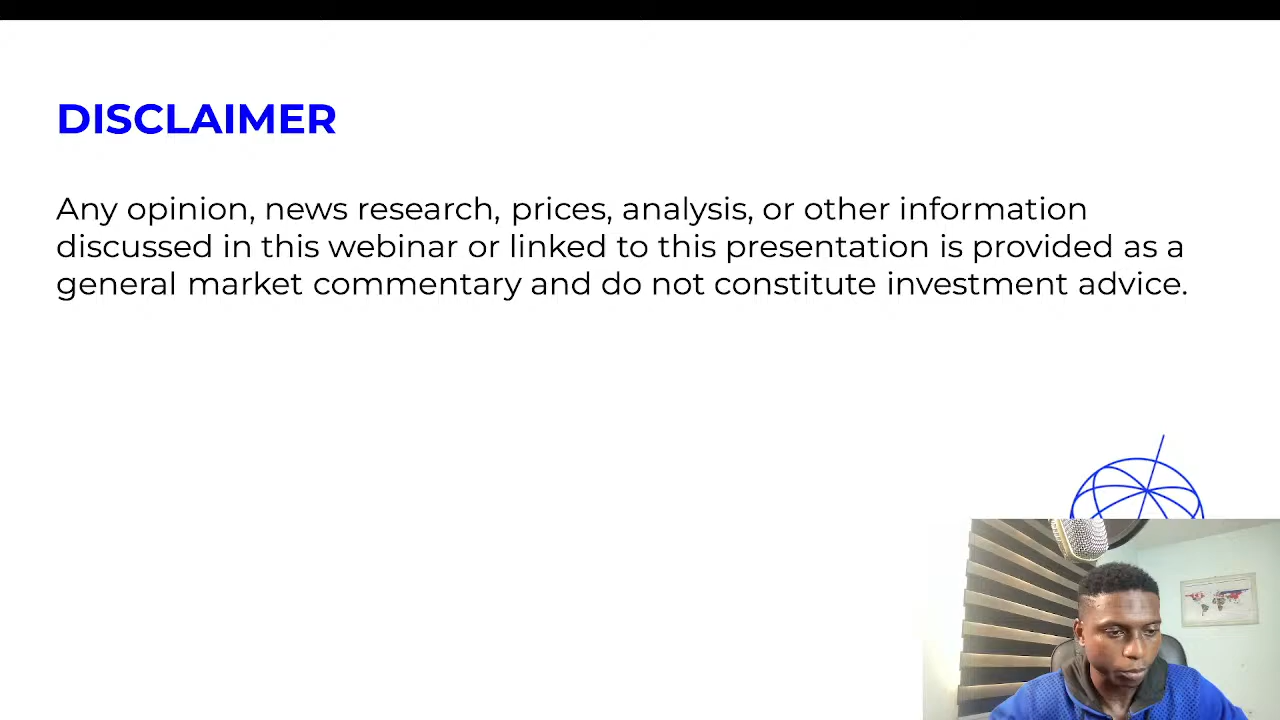 DISCLAIMER
Any opinion, news research, prices, analysis, or other information
discussed in this webinar or linked to this presentation is provided as a
general market commentary and do not constitute investment advice.